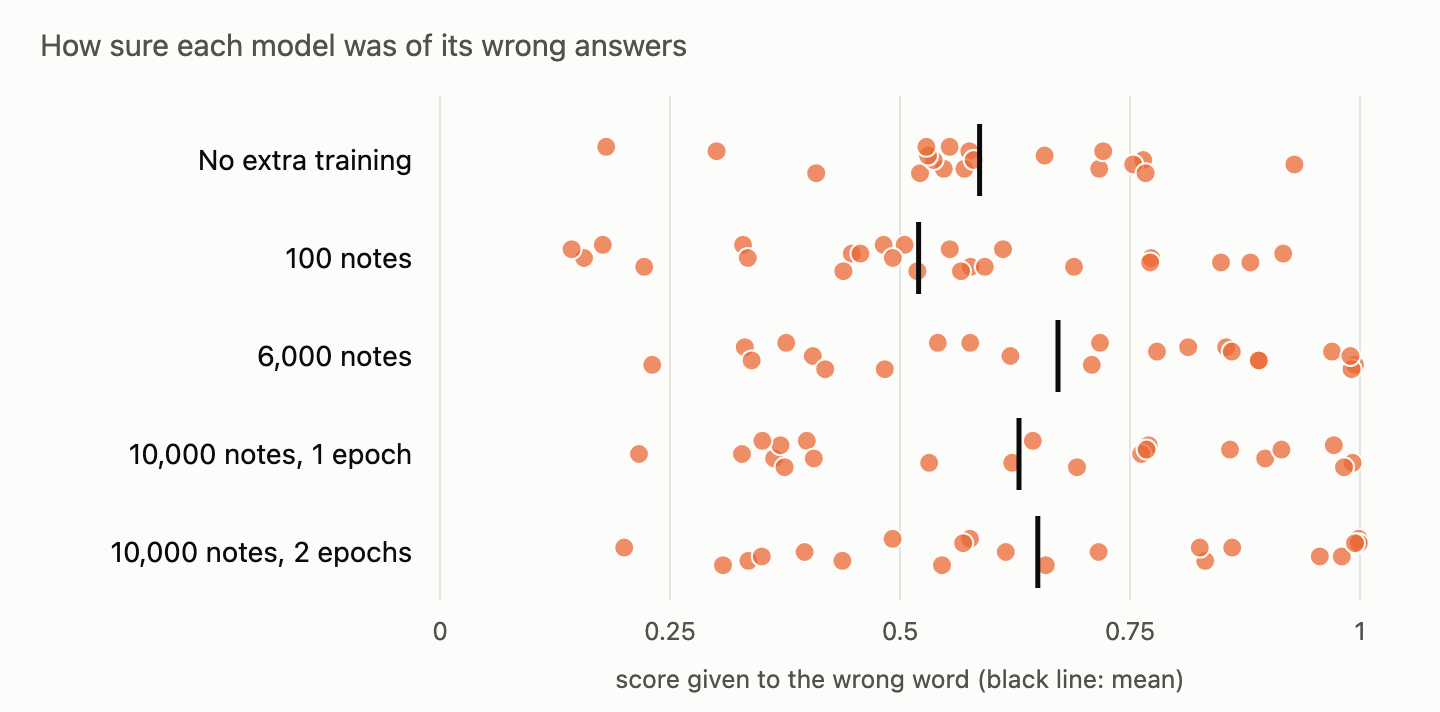 How sure each model was of its wrong answers
No extra training
100 notes
6,000 notes
10,000 notes, 1 epoch
10,000 notes, 2 epochs
0 0.25 0.5 0.75 1
score given to the wrong word (black line: mean)